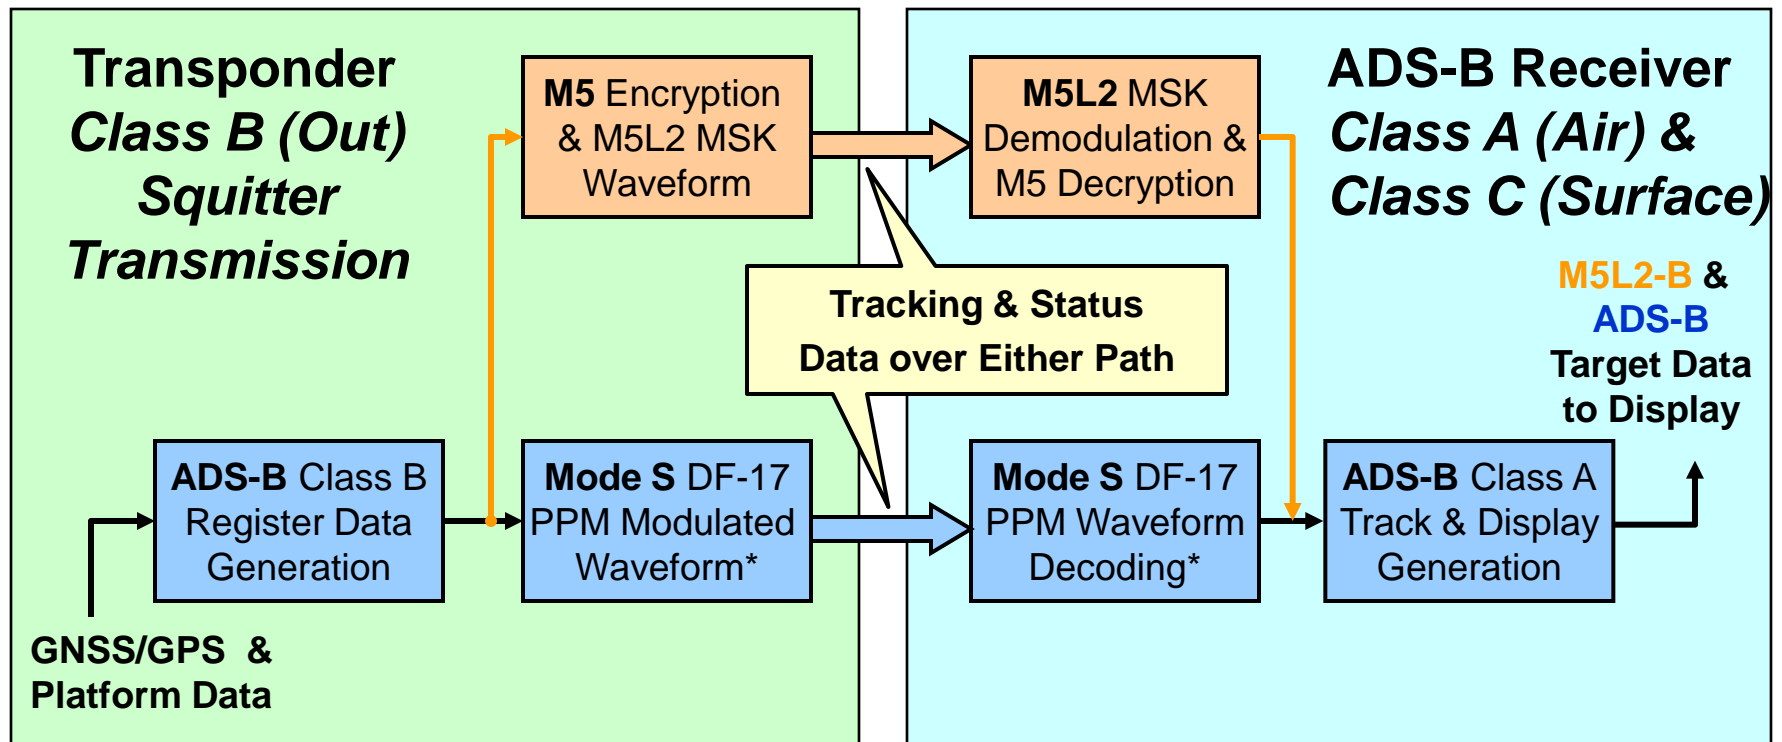 Transponder
Class B (Out)
Squitter
Transmission
M5 Encryption
& M5L2 MSK
Waveform
M5L2 MSK
Demodulation &
M5 Decryption
ADS-B Receiver
Class A (Air) &
Class C (Surface)
Tracking & Status
Data over Either Path
M5L2-B &
ADS-B
Target Data
to Display
ADS-B Class B
Register Data
Generation
Mode S DF-17
PPM Modulated
Waveform*
Mode S DF-17
PPM Waveform
Decoding*
ADS-B Class A
Track & Display
Generation
GNSS/GPS &
Platform Data